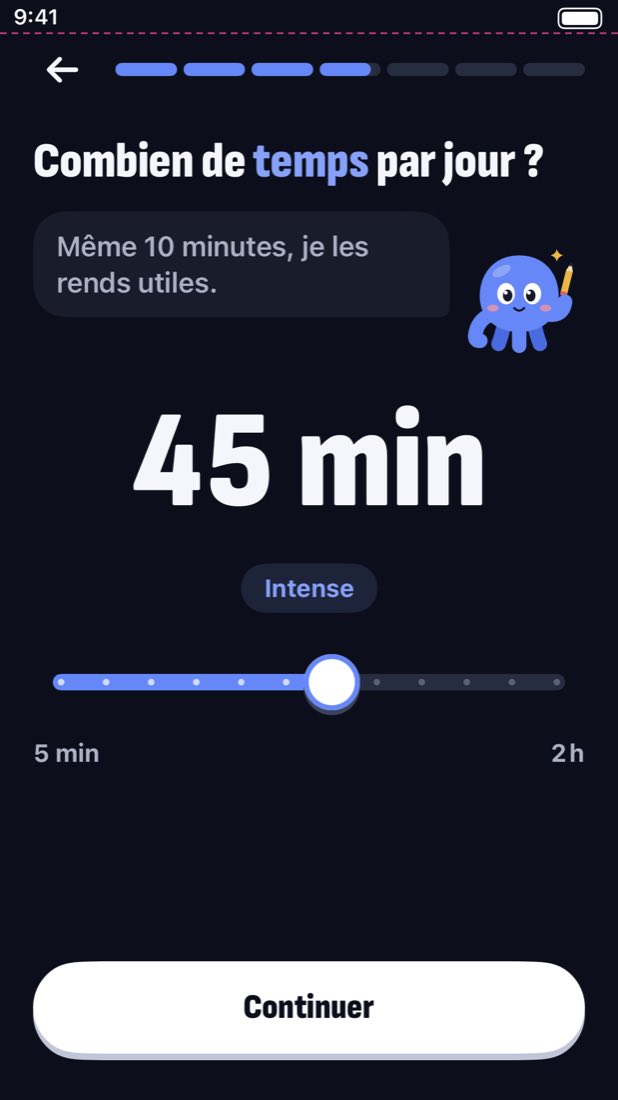 9:41
Combien de temps par jour ?
Même 10 minutes, je les
rends utiles.
45 min
Intense
5 min
2 h
Continuer